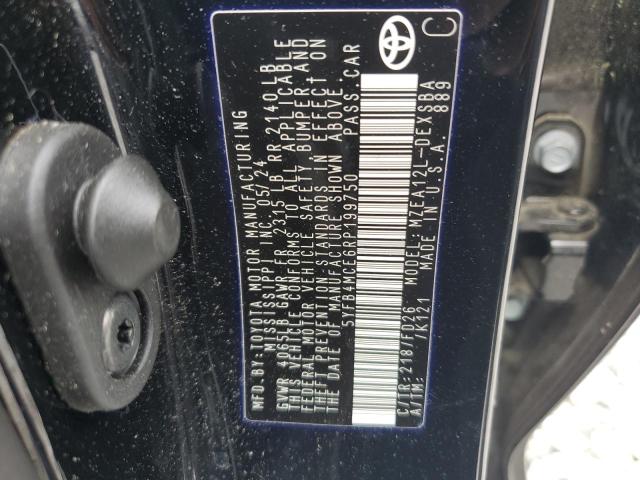 MFD.BY:TOYOTA MOTOR MANUFACTURING
MISSISSIPPI, INC. 05/24
GVWR 4065LB GAWR FR 2315 LB RR 2140 LB
THIS VEHICLE CONFORMS TO ALL APPLICABLE
FEDERAL MOTOR VEHICLE SAFETY, BUMPER, AND
THEFT PREVENTION STANDARDS IN EFFECT ON
THE DATE OF MANUFACTURE SHOWN ABOVE.
5YFB4MCE6RP199750 PASS. CAR
C/TR: 218 /FD26 MODEL: MZEA12L-DEXSBA
A/TM: /K121 MADE IN U.S.A. 889
C